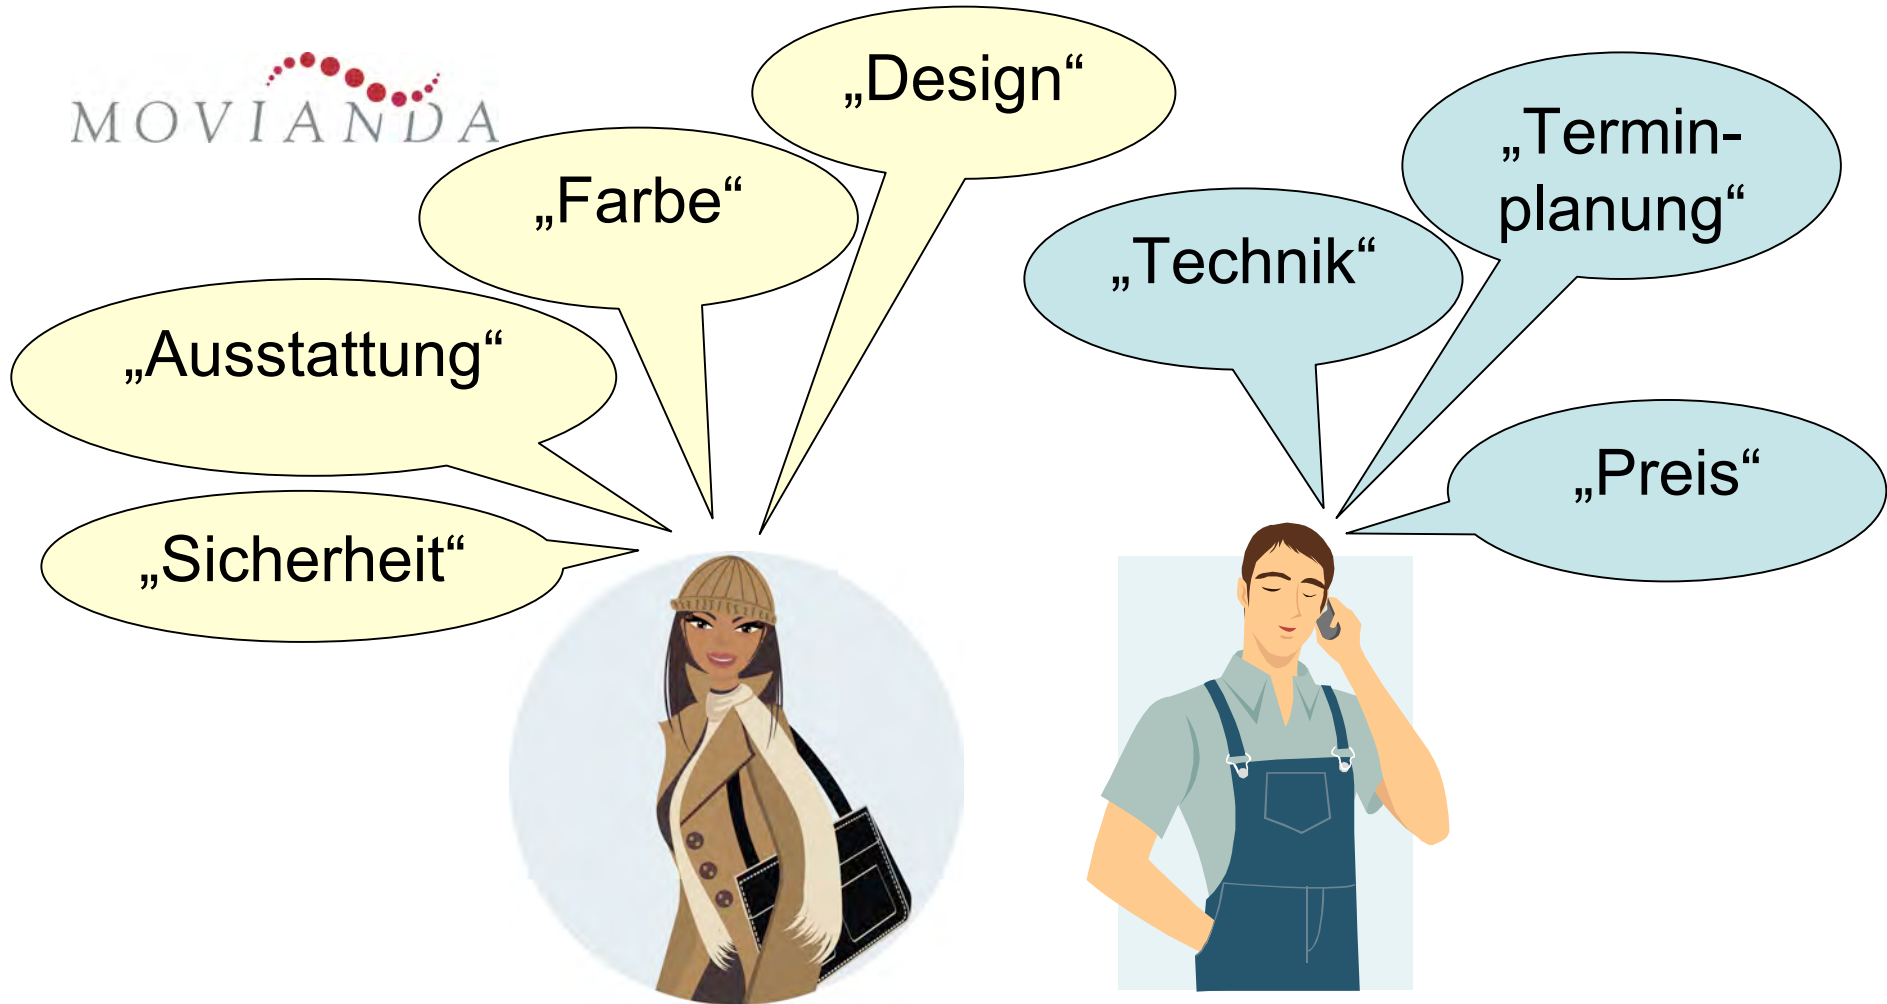 MOVIANDA
„Design“
„Farbe“
„Ausstattung“
„Sicherheit“
„Termin-
planung“
„Technik“
„Preis“